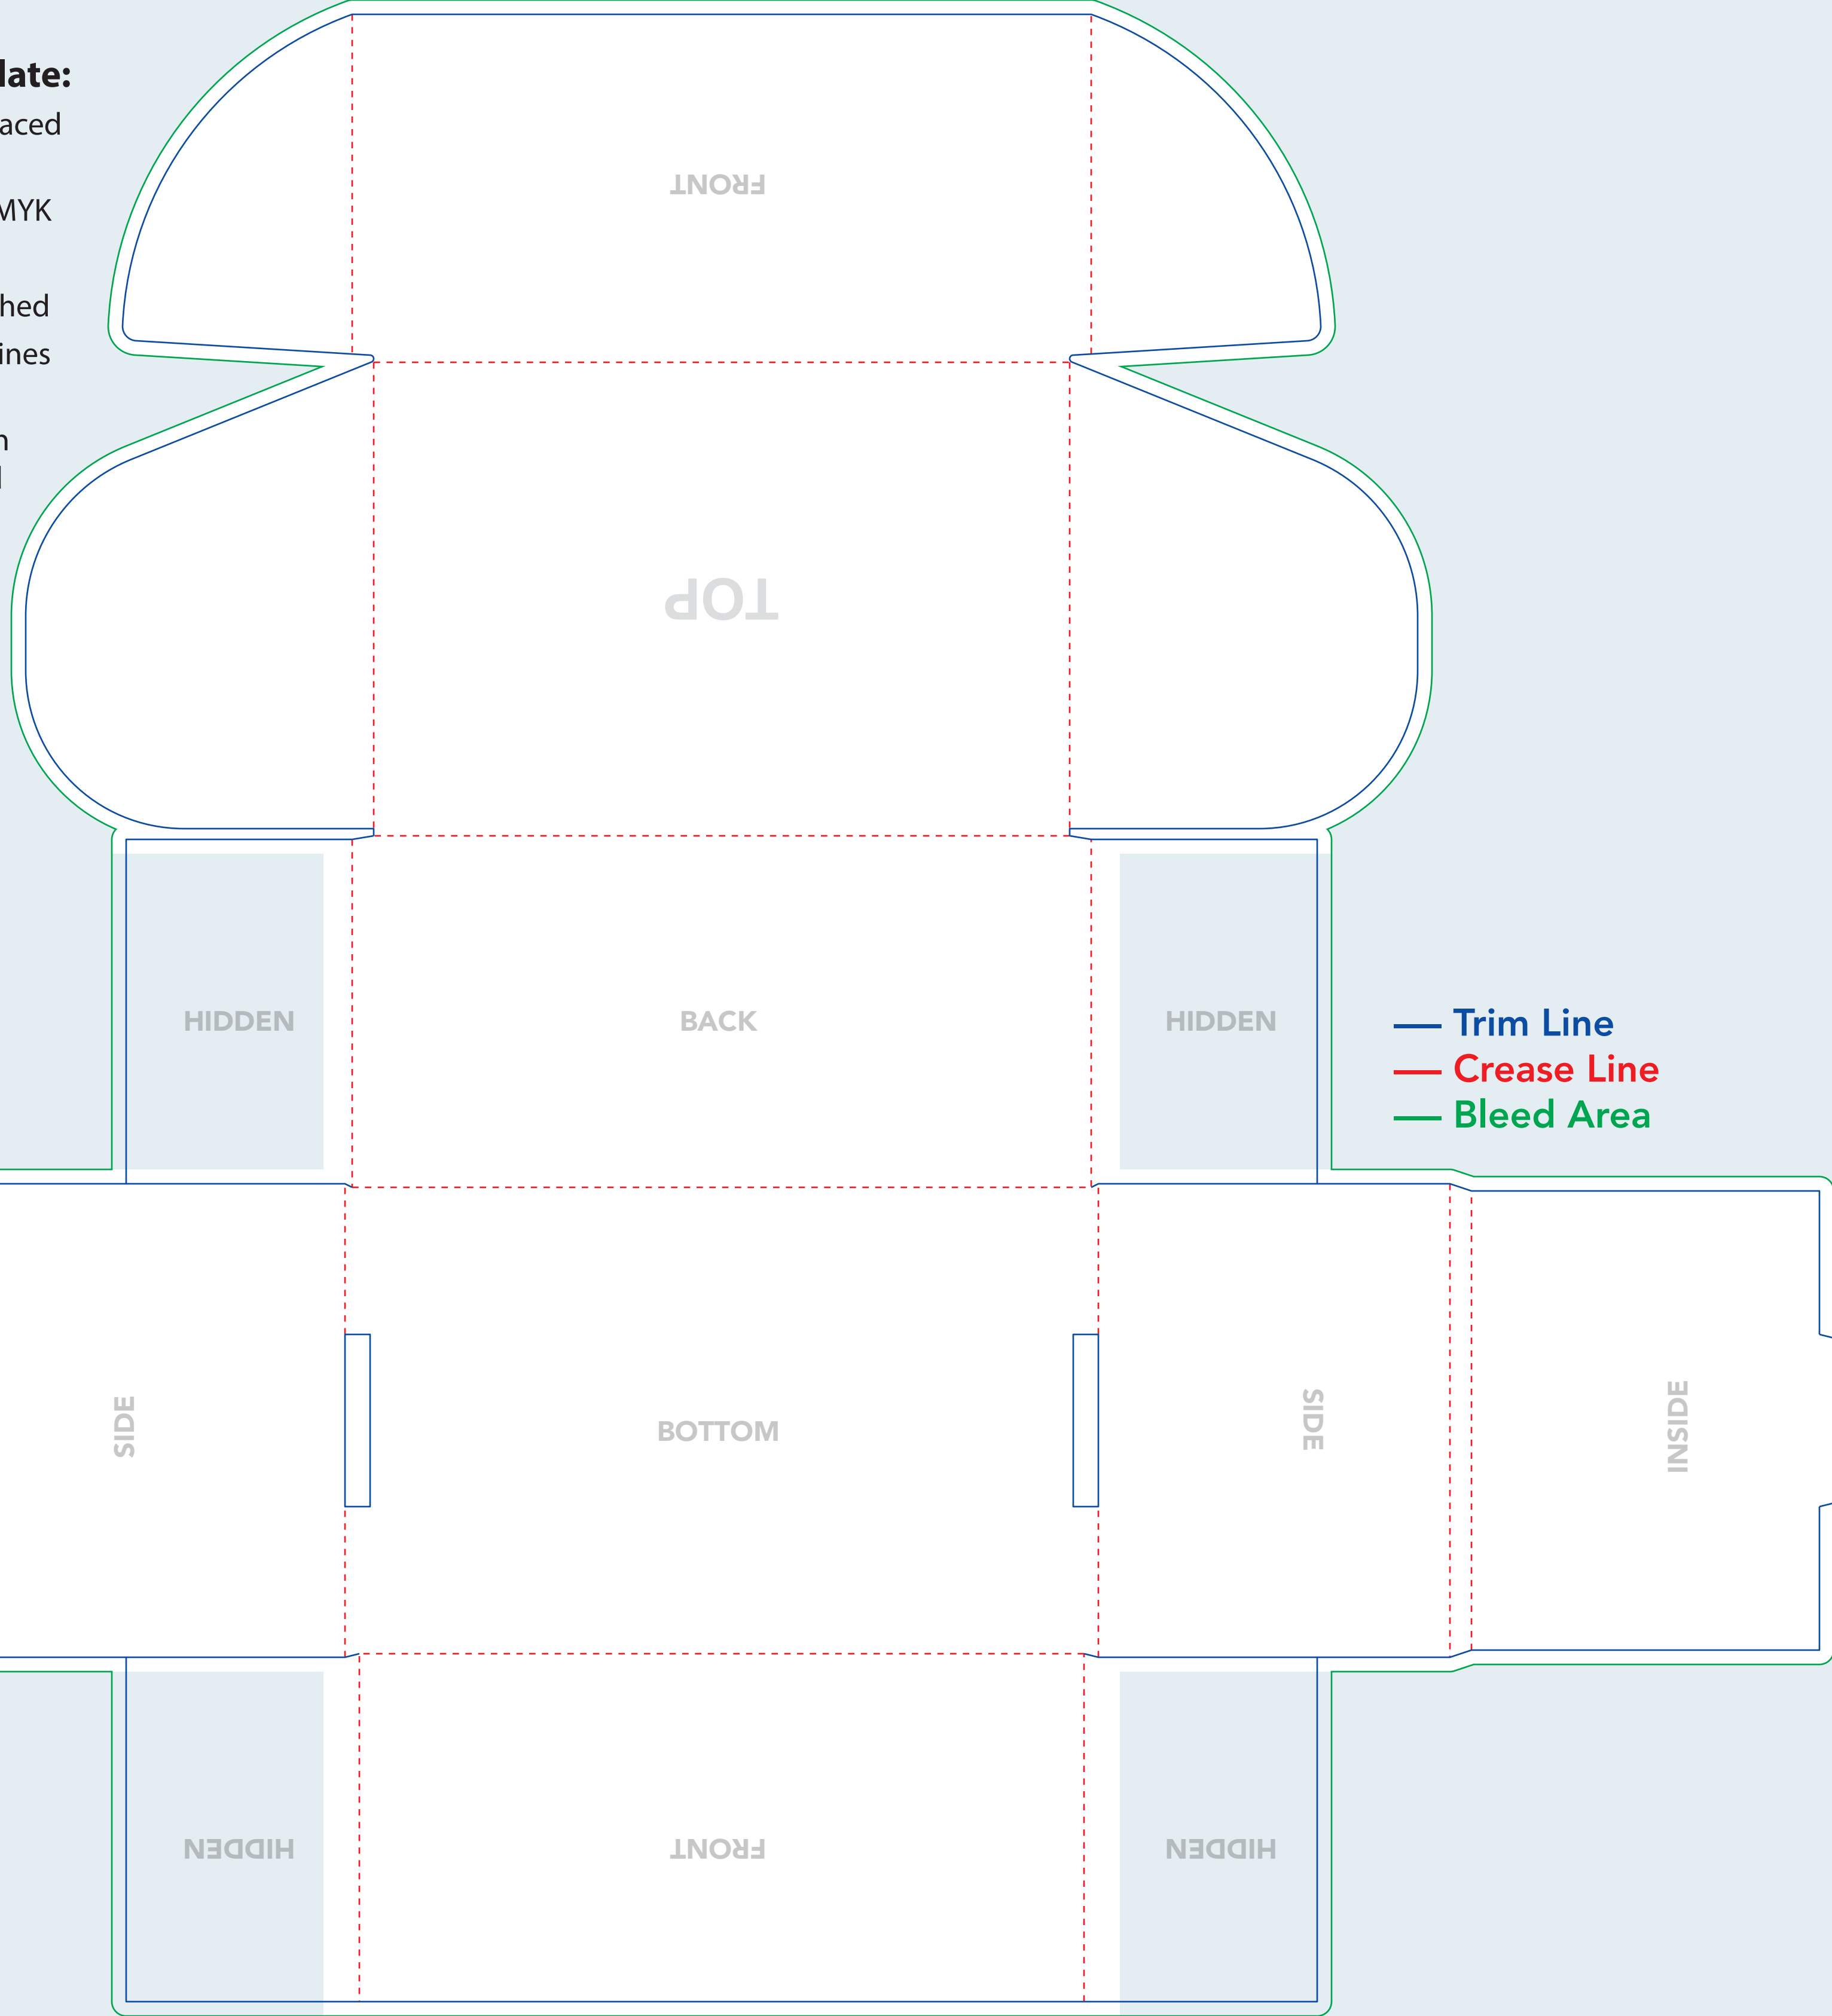 late:
aced
MYK
hed
ines
n
FRONT
TOP
HIDDEN
BACK
HIDDEN
Trim Line
Crease Line
Bleed Area
SIDE
BOTTOM
SIDE
INSIDE
HIDDEN
FRONT
HIDDEN